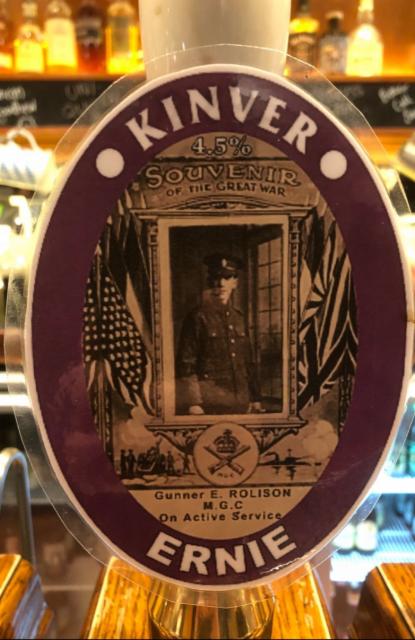 KINVER
4.5%
SOUVENIR
OF THE GREAT WAR
Gunner E. ROLISON
M.G.C
On Active Service
ERNIE